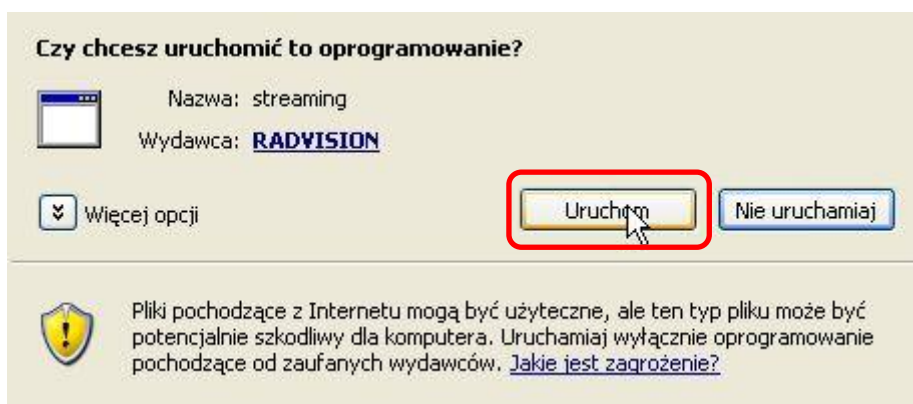 Czy chcesz uruchomić to oprogramowanie?
Nazwa: streaming
Wydawca: RADVISION
Więcej opcji
Uruchom
Nie uruchamiaj
Pliki pochodzące z Internetu mogą być użyteczne, ale ten typ pliku może być
potencjalnie szkodliwy dla komputera. Uruchamiaj wyłącznie oprogramowanie
pochodzące od zaufanych wydawców. Jakie jest zagrożenie?